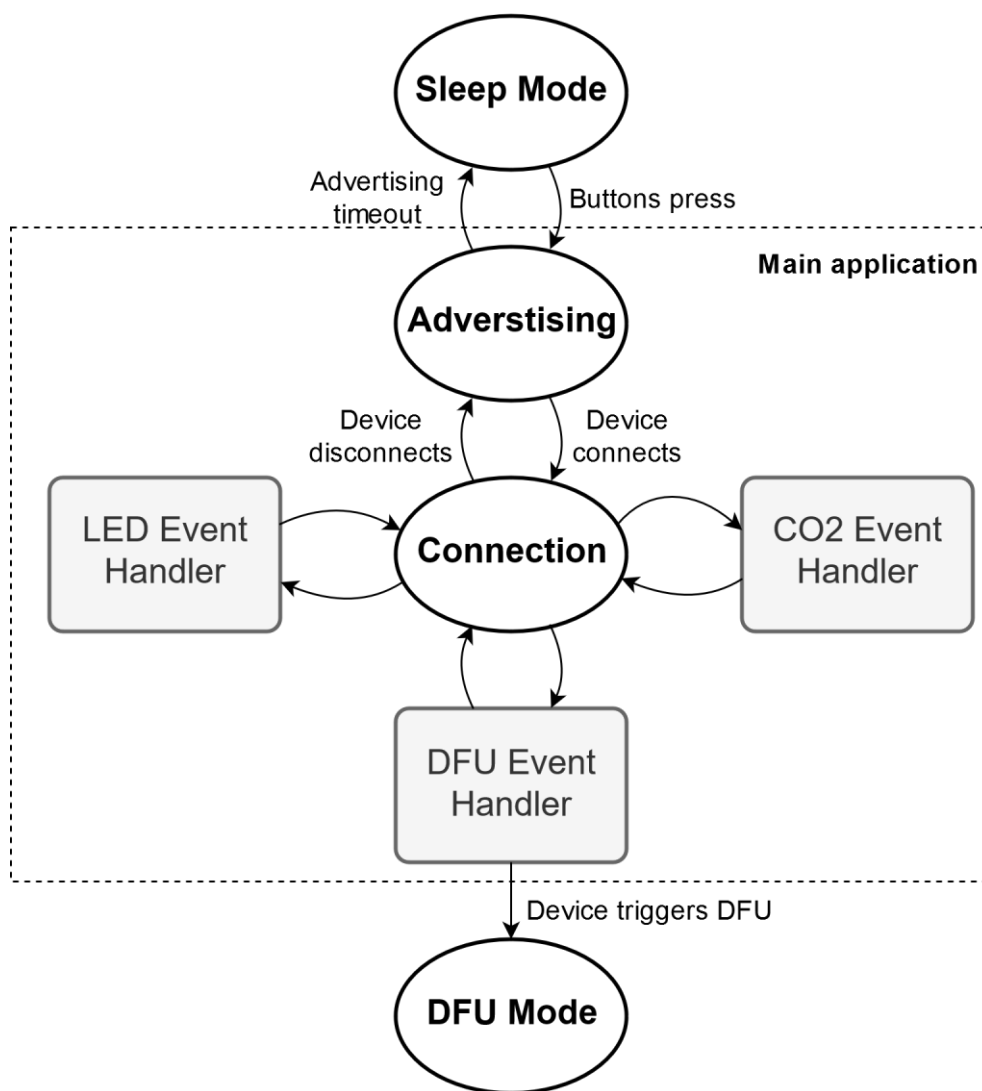 Sleep Mode
Advertising
timeout
Buttons press
Main application
Adverstising
Device
disconnects
Device
connects
LED Event
Handler
Connection
CO2 Event
Handler
DFU Event
Handler
Device triggers DFU
DFU Mode